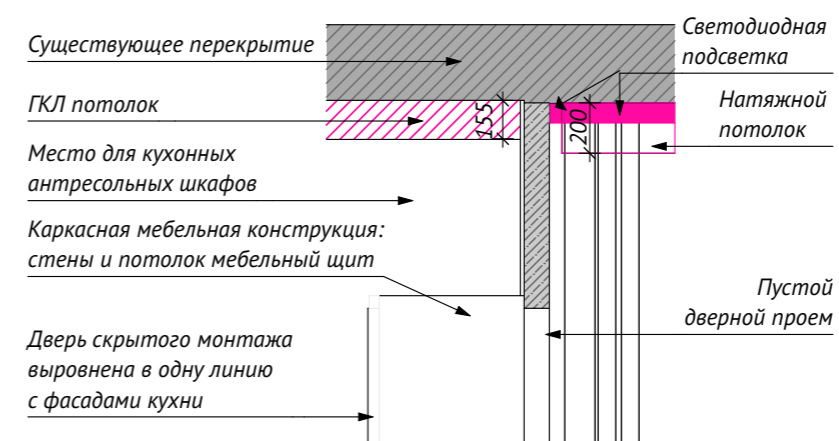 Существующее перекрытие
ГКЛ потолок
Место для кухонных
антресольных шкафов
Каркасная мебельная конструкция:
стены и потолок мебельный щит
Дверь скрытого монтажа
выровнена в одну линию
с фасадами кухни
155
200
Светодиодная
подсветка
Натяжной
потолок
Пустой
дверной проем